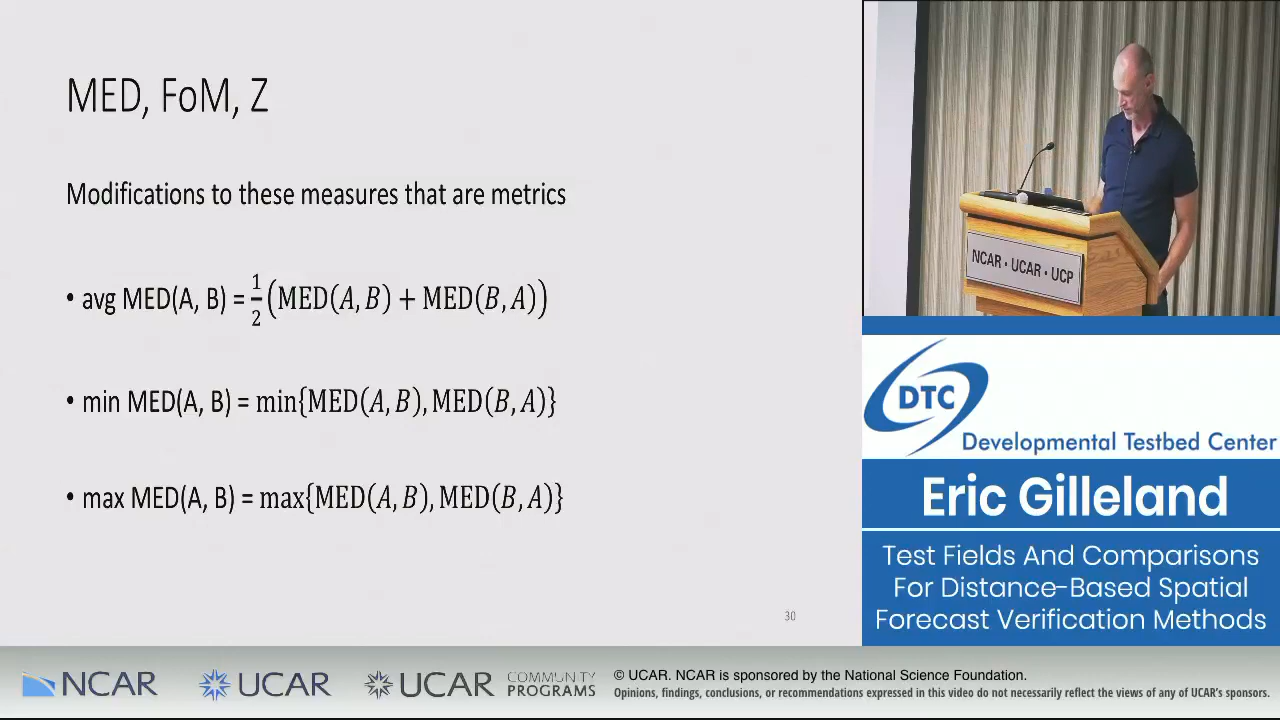 MED, FoM, Z
Modifications to these measures that are metrics
• avg MED(A, B) = 1/2 (MED(A, B) + MED(B, A))
• min MED(A, B) = min{MED(A, B), MED(B, A)}
• max MED(A, B) = max{MED(A, B), MED(B, A)}
30
NCAR • UCAR • UCP
DTC
Developmental Testbed Center
Eric Gilleland
Test Fields And Comparisons
For Distance-Based Spatial
Forecast Verification Methods
NCAR
UCAR
UCAR
COMMUNITY
PROGRAMS
© UCAR. NCAR is sponsored by the National Science Foundation.
Opinions, findings, conclusions, or recommendations expressed in this video do not necessarily reflect the views of any of UCAR's sponsors.